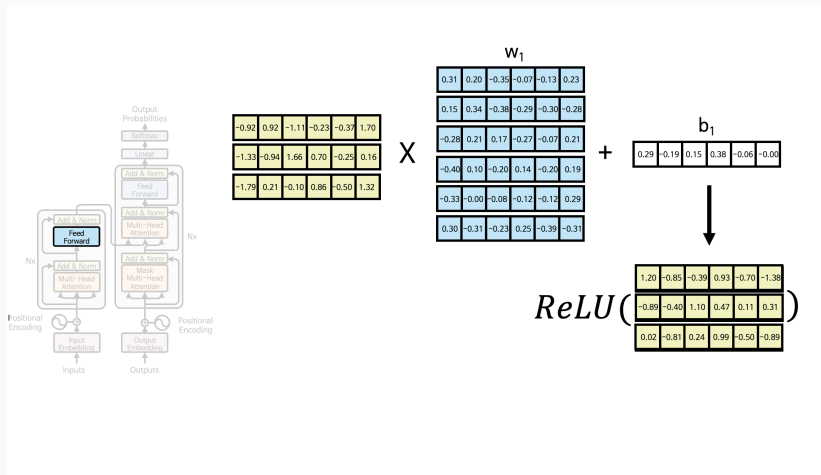 w₁
0.31 0.20 −0.35 −0.07 −0.13 0.23
0.15 0.34 −0.38 −0.29 −0.30 −0.28
−0.28 0.21 0.17 −0.27 −0.07 0.21
−0.40 0.10 −0.20 0.14 −0.20 0.19
−0.33 −0.00 −0.08 −0.12 −0.12 0.29
0.30 −0.31 −0.23 0.25 −0.39 −0.31
−0.92 0.92 −1.11 −0.23 −0.37 1.70
−1.33 −0.94 1.66 0.70 −0.25 0.16
−1.79 0.21 −0.10 0.86 −0.50 1.32
X
+
b₁
0.29 −0.19 0.15 0.38 −0.06 −0.00
ReLU(
1.20 −0.85 −0.39 0.93 −0.70 −1.38
−0.89 −0.40 1.10 0.47 0.11 0.31
0.02 −0.81 0.24 0.99 −0.50 −0.89
)
Output
Probabilities
Softmax
Linear
Add & Norm
Feed
Forward
Add & Norm
Multi-Head
Attention
Add & Norm
Mask
Multi-Head
Attention
Nx
Add & Norm
Feed
Forward
Add & Norm
Multi-Head
Attention
Nx
Positional
Encoding
Positional
Encoding
Input
Embedding
Output
Embedding
Inputs
Outputs